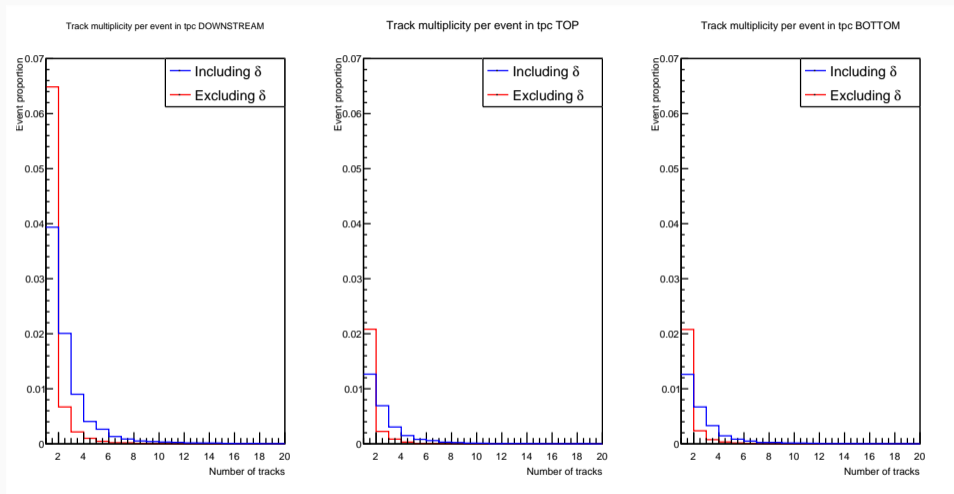 Track multiplicity per event in tpc DOWNSTREAM
Event proportion
0.07
0.06
0.05
0.04
0.03
0.02
0.01
0
Including δ
Excluding δ
2 4 6 8 10 12 14 16 18 20
Number of tracks
Track multiplicity per event in tpc TOP
Event proportion
0.07
0.06
0.05
0.04
0.03
0.02
0.01
0
Including δ
Excluding δ
2 4 6 8 10 12 14 16 18 20
Number of tracks
Track multiplicity per event in tpc BOTTOM
Event proportion
0.07
0.06
0.05
0.04
0.03
0.02
0.01
0
Including δ
Excluding δ
2 4 6 8 10 12 14 16 18 20
Number of tracks